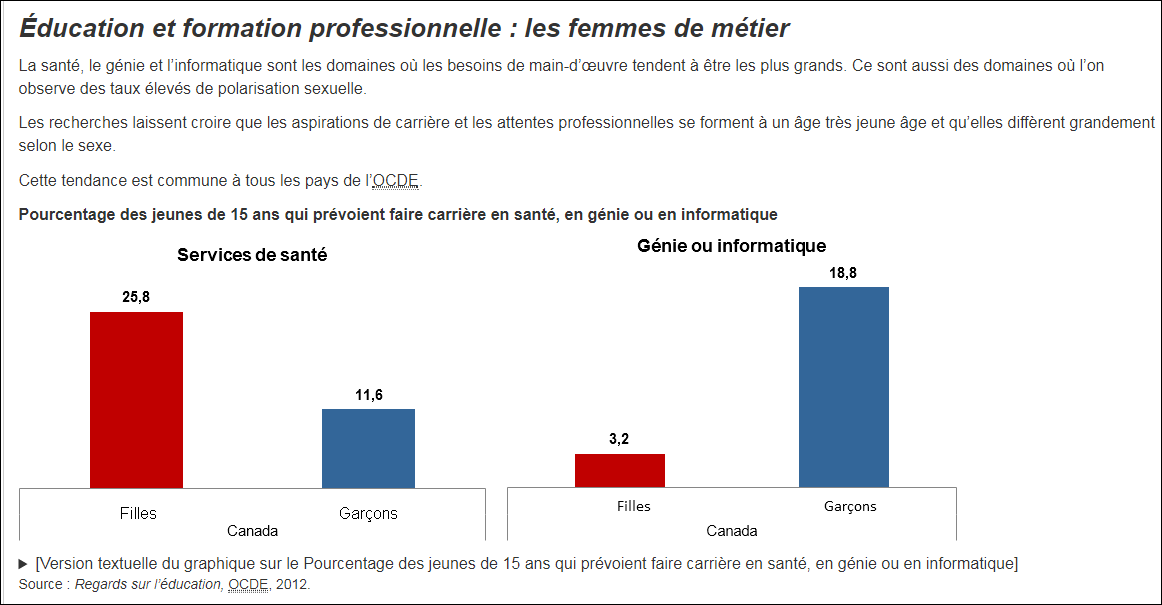 Éducation et formation professionnelle : les femmes de métier
La santé, le génie et l’informatique sont les domaines où les besoins de main-d’œuvre tendent à être les plus grands. Ce sont aussi des domaines où l’on
observe des taux élevés de polarisation sexuelle.
Les recherches laissent croire que les aspirations de carrière et les attentes professionnelles se forment à un âge très jeune âge et qu’elles diffèrent grandement
selon le sexe.
Cette tendance est commune à tous les pays de l’OCDE.
Pourcentage des jeunes de 15 ans qui prévoient faire carrière en santé, en génie ou en informatique
Services de santé
25,8
11,6
Filles
Garçons
Canada
Génie ou informatique
18,8
3,2
Filles
Garçons
Canada
[Version textuelle du graphique sur le Pourcentage des jeunes de 15 ans qui prévoient faire carrière en santé, en génie ou en informatique]
Source : Regards sur l’éducation, OCDE, 2012.